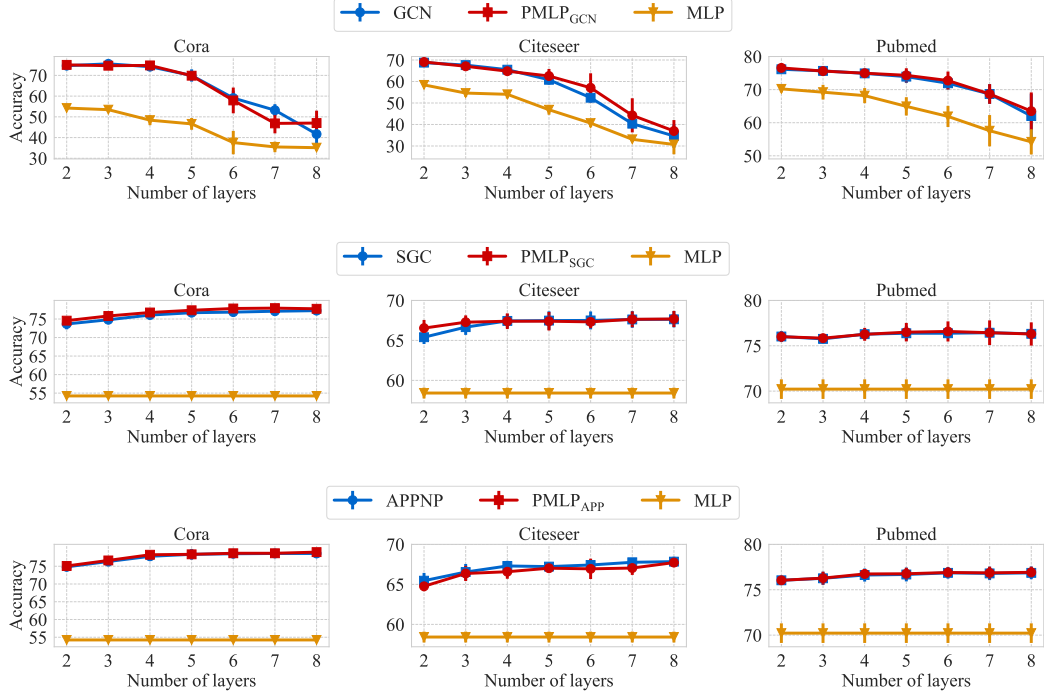 GCN PMLP_GCN MLP
Cora
Citeseer
Pubmed
Accuracy
70
60
50
40
30
2 3 4 5 6 7 8
Number of layers
70
60
50
40
30
2 3 4 5 6 7 8
Number of layers
80
70
60
50
2 3 4 5 6 7 8
Number of layers
SGC PMLP_SGC MLP
Cora
Citeseer
Pubmed
Accuracy
75
70
65
60
55
2 3 4 5 6 7 8
Number of layers
70
65
60
2 3 4 5 6 7 8
Number of layers
80
75
70
2 3 4 5 6 7 8
Number of layers
APPNP PMLP_APP MLP
Cora
Citeseer
Pubmed
Accuracy
75
70
65
60
55
2 3 4 5 6 7 8
Number of layers
70
65
60
2 3 4 5 6 7 8
Number of layers
80
75
70
2 3 4 5 6 7 8
Number of layers